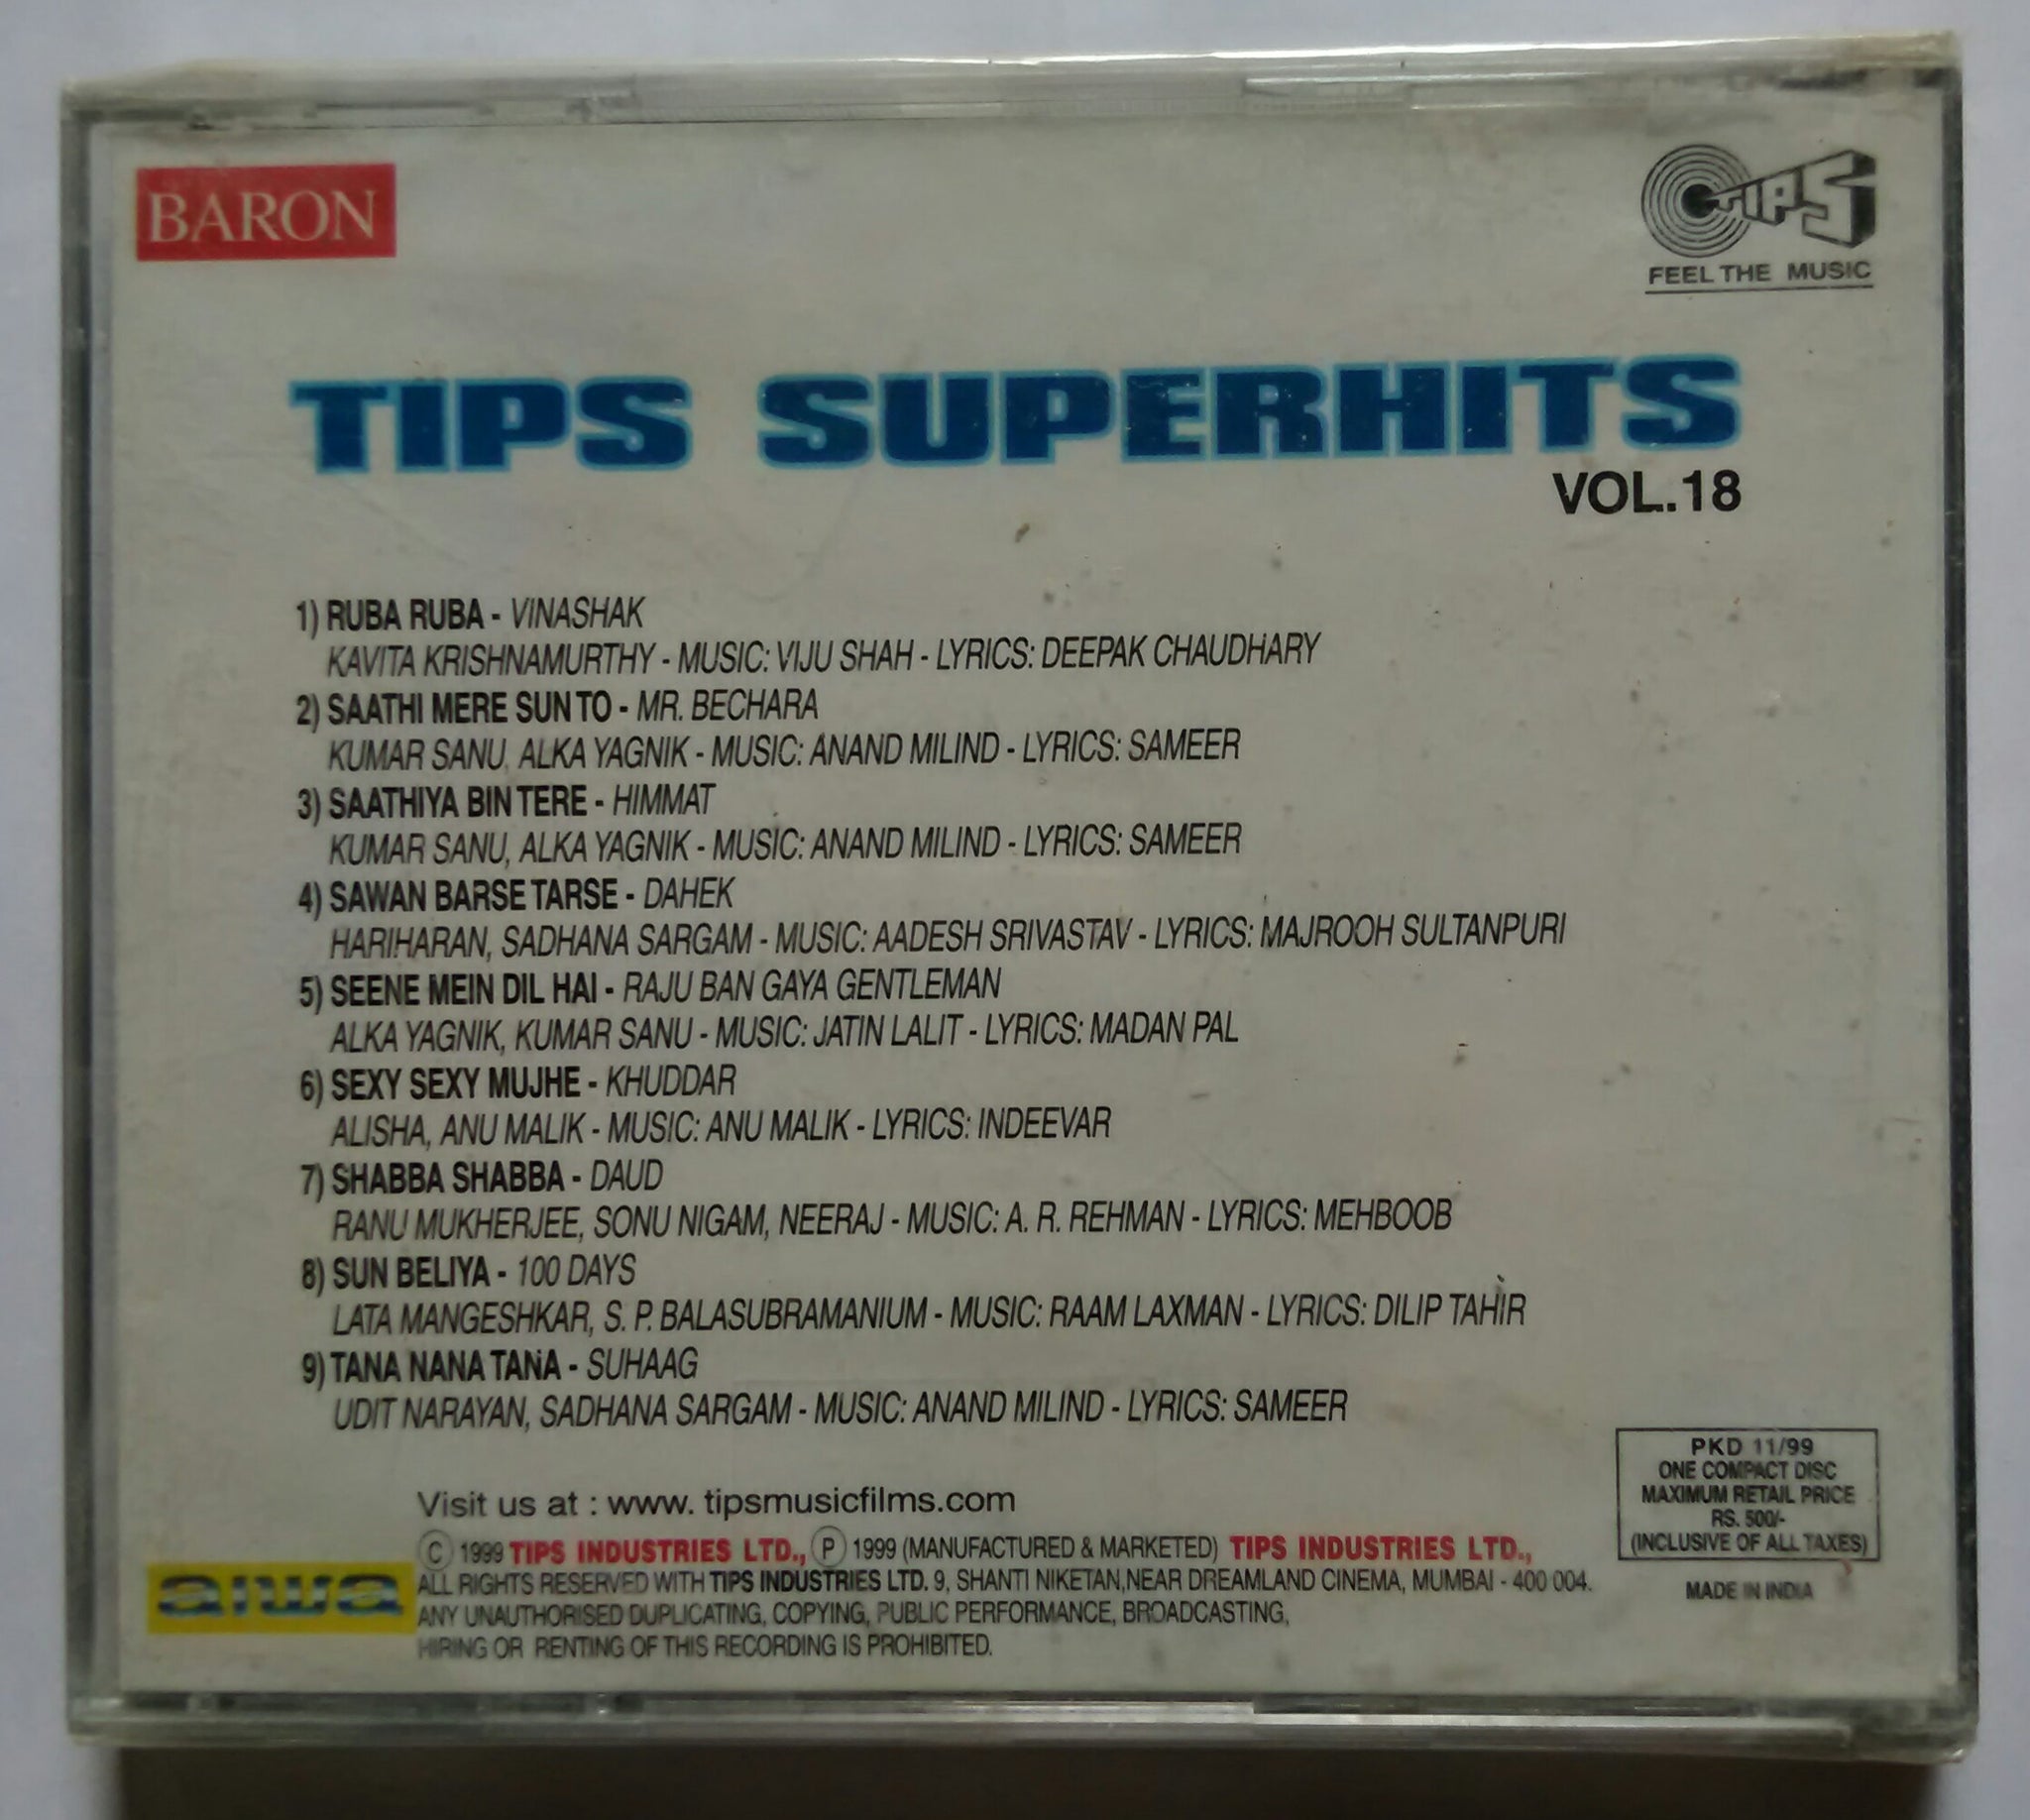 BARON
TIPS
FEEL THE MUSIC
TIPS SUPERHITS
VOL.18
1) RUBA RUBA - VINASHAK
KAVITA KRISHNAMURTHY - MUSIC: VIJU SHAH - LYRICS: DEEPAK CHAUDHARY
2) SAATHI MERE SUN TO - MR. BECHARA
KUMAR SANU, ALKA YAGNIK - MUSIC: ANAND MILIND - LYRICS: SAMEER
3) SAATHIYA BIN TERE - HIMMAT
KUMAR SANU, ALKA YAGNIK - MUSIC: ANAND MILIND - LYRICS: SAMEER
4) SAWAN BARSE TARSE - DAHEK
HARIHARAN, SADHANA SARGAM - MUSIC: AADESH SRIVASTAV - LYRICS: MAJROOH SULTANPURI
5) SEENE MEIN DIL HAI - RAJU BAN GAYA GENTLEMAN
ALKA YAGNIK, KUMAR SANU - MUSIC: JATIN LALIT - LYRICS: MADAN PAL
6) SEXY SEXY MUJHE - KHUDDAR
ALISHA, ANU MALIK - MUSIC: ANU MALIK - LYRICS: INDEEVAR
7) SHABBA SHABBA - DAUD
RANU MUKHERJEE, SONU NIGAM, NEERAJ - MUSIC: A. R. REHMAN - LYRICS: MEHBOOB
8) SUN BELIYA - 100 DAYS
LATA MANGESHKAR, S. P. BALASUBRAMANIUM - MUSIC: RAAM LAXMAN - LYRICS: DILIP TAHIR
9) TANA NANA TANA - SUHAAG
UDIT NARAYAN, SADHANA SARGAM - MUSIC: ANAND MILIND - LYRICS: SAMEER
Visit us at : www. tipsmusicfilms.com
Ⓒ 1999 TIPS INDUSTRIES LTD., Ⓟ 1999 (MANUFACTURED & MARKETED) TIPS INDUSTRIES LTD.,
ALL RIGHTS RESERVED WITH TIPS INDUSTRIES LTD. 9, SHANTI NIKETAN, NEAR DREAMLAND CINEMA, MUMBAI - 400 004.
ANY UNAUTHORISED DUPLICATING, COPYING, PUBLIC PERFORMANCE, BROADCASTING,
HIRING OR RENTING OF THIS RECORDING IS PROHIBITED.
aiwa
PKD 11/99
ONE COMPACT DISC
MAXIMUM RETAIL PRICE
RS. 500/-
(INCLUSIVE OF ALL TAXES)
MADE IN INDIA